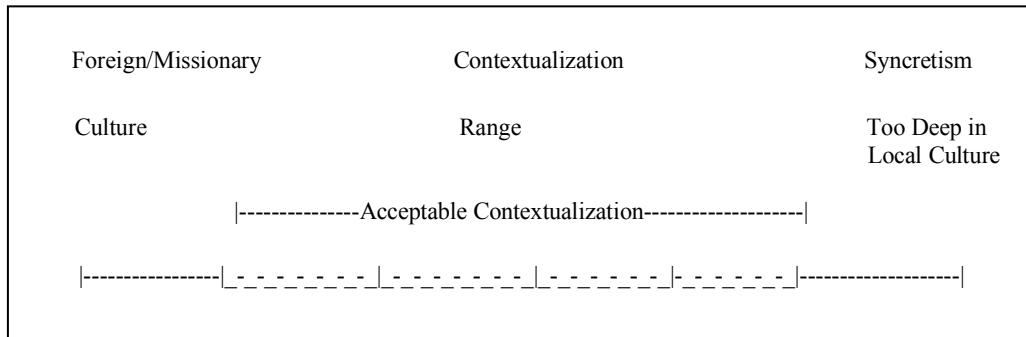 Foreign/Missionary Contextualization Syncretism
Culture Range Too Deep in
Local Culture
|---------------Acceptable Contextualization--------------------|
|-----------------|_-_-_-_-_-_-_-_|_-_-_-_-_-_-_-_|_-_-_-_-_-_-_|-_-_-_-_-_-_|--------------------|